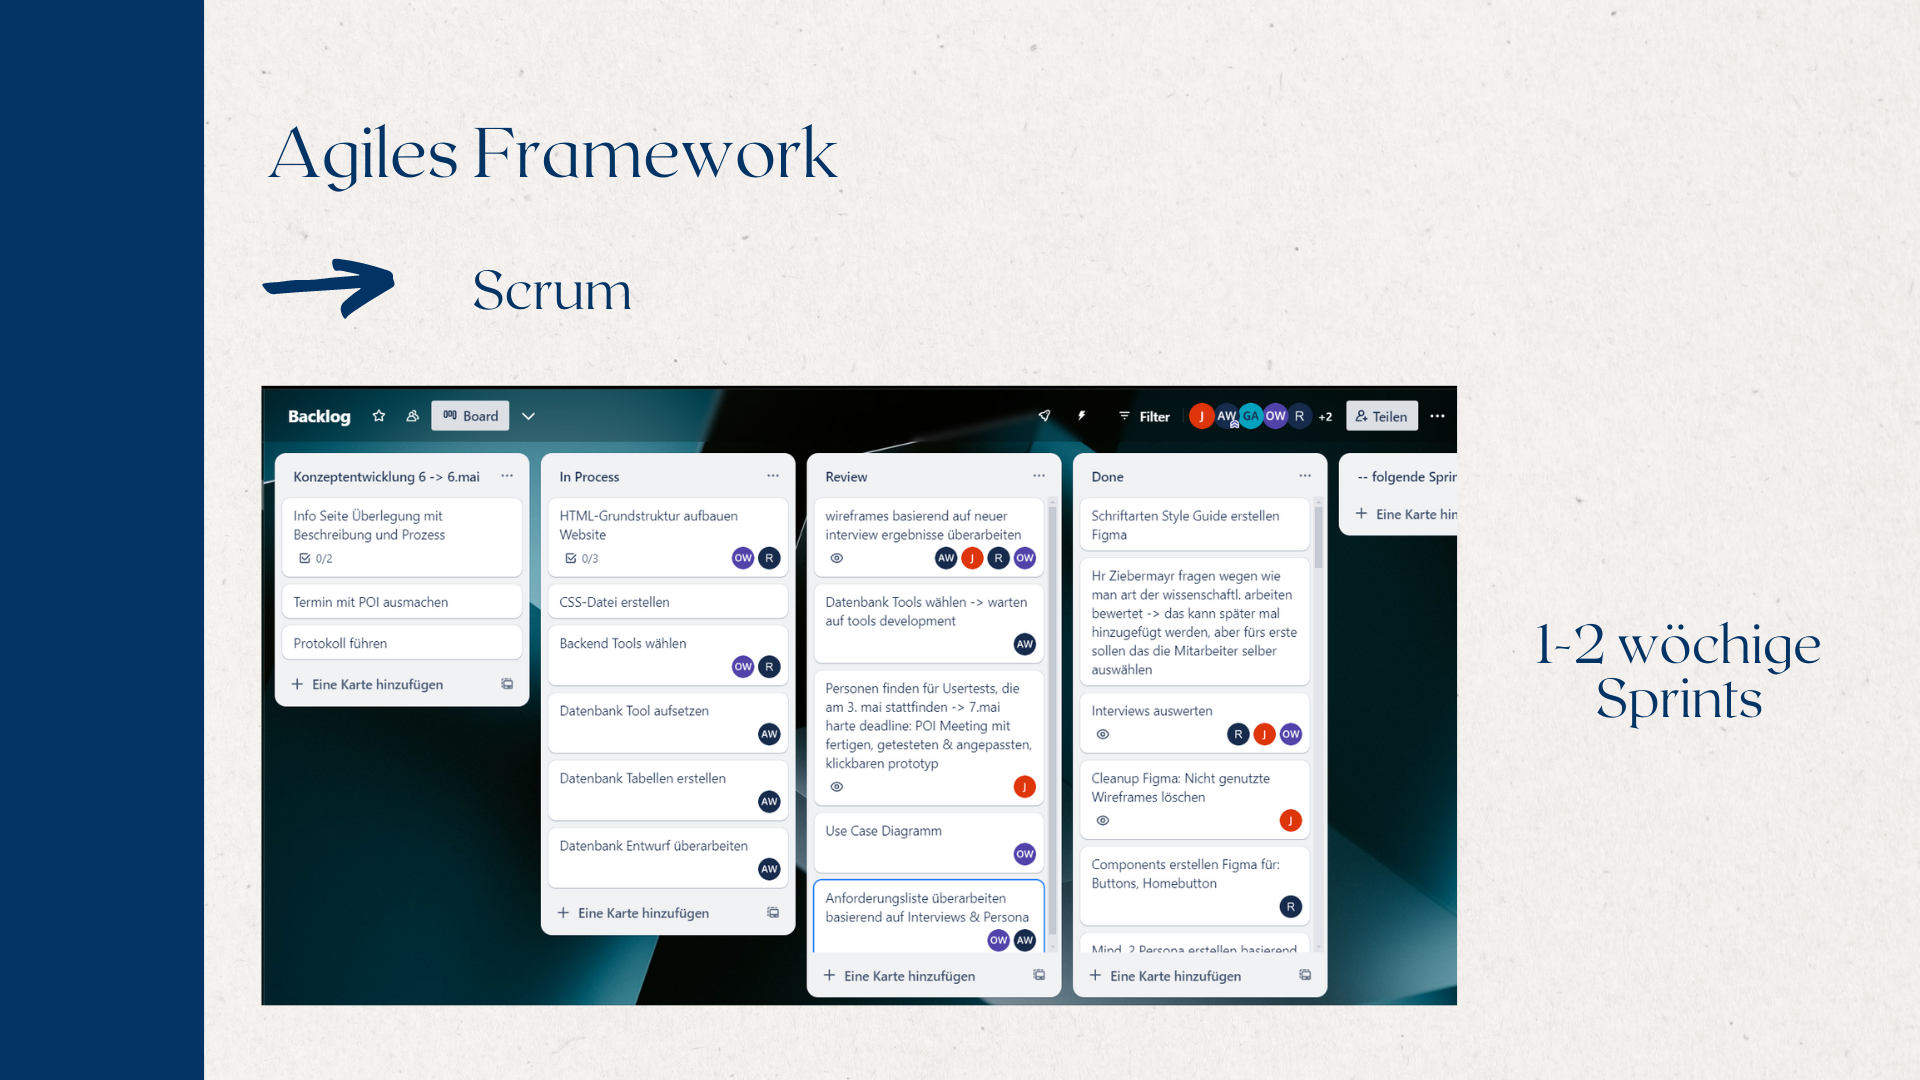 Agiles Framework
Scrum
Backlog
Board
Filter
J AW GA OW R +2
Teilen
Konzeptentwicklung 6 -> 6.mai
Info Seite Überlegung mit
Beschreibung und Prozess
0/2
Termin mit POI ausmachen
Protokoll führen
+ Eine Karte hinzufügen
In Process
HTML-Grundstruktur aufbauen
Website
0/3 OW R
CSS-Datei erstellen
Backend Tools wählen
OW R
Datenbank Tool aufsetzen
AW
Datenbank Tabellen erstellen
AW
Datenbank Entwurf überarbeiten
AW
+ Eine Karte hinzufügen
Review
wireframes basierend auf neuer
interview ergebnisse überarbeiten
AW J R OW
Datenbank Tools wählen -> warten
auf tools development
AW
Personen finden für Usertests, die
am 3. mai stattfinden -> 7.mai
harte deadline: POI Meeting mit
fertigen, getesteten & angepassten,
klickbaren prototyp
J
Use Case Diagramm
OW
Anforderungsliste überarbeiten
basierend auf Interviews & Persona
OW AW
+ Eine Karte hinzufügen
Done
Schriftarten Style Guide erstellen
Figma
Hr Ziebermayr fragen wegen wie
man art der wissenschaftl. arbeiten
bewertet -> das kann später mal
hinzugefügt werden, aber fürs erste
sollen das die Mitarbeiter selber
auswählen
Interviews auswerten
R J OW
Cleanup Figma: Nicht genutzte
Wireframes löschen
J
Components erstellen Figma für:
Buttons, Homebutton
R
Mind. 2 Persona erstellen basierend
+ Eine Karte hinzufügen
-- folgende Sprin
+ Eine Karte hin
1-2 wöchige
Sprints